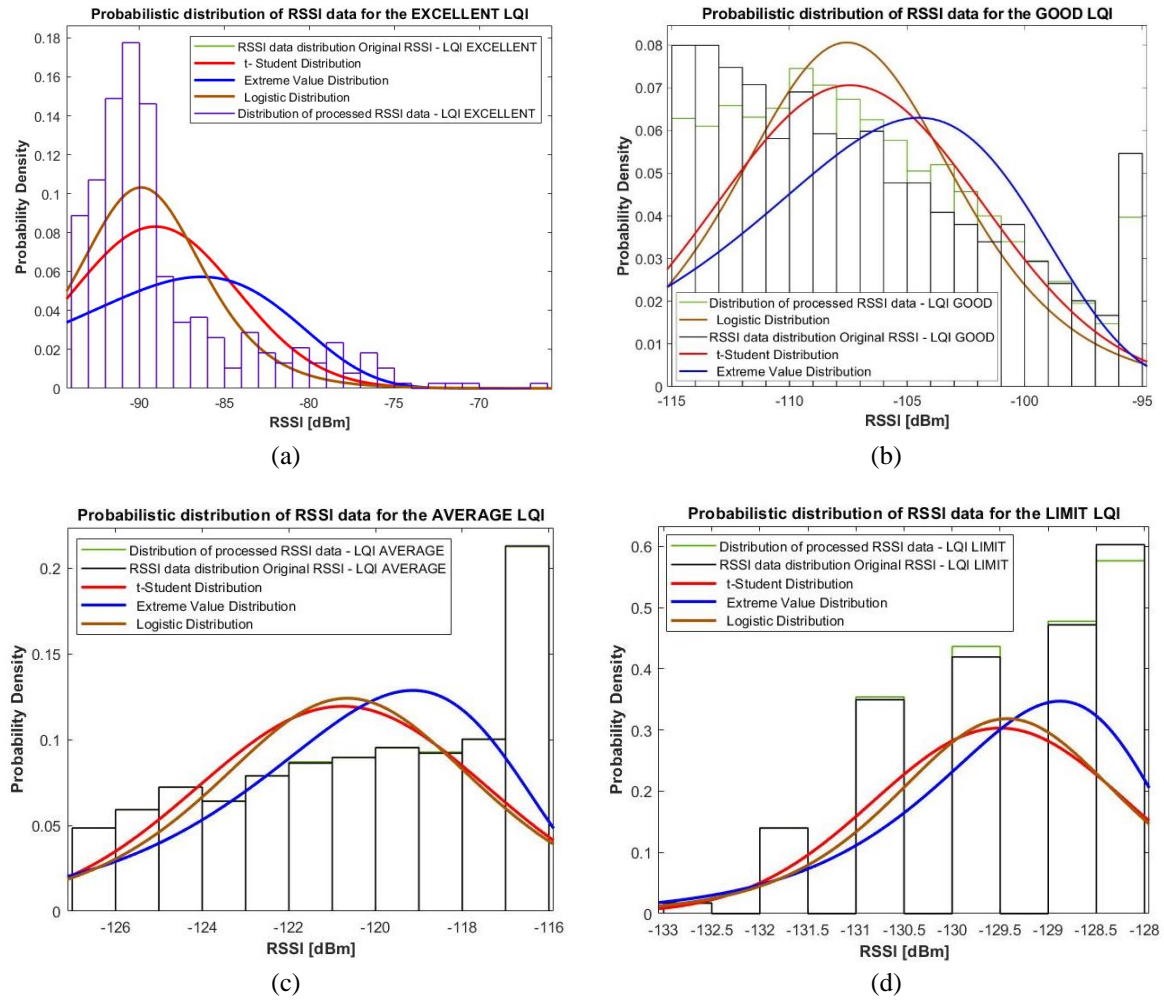 Probabilistic distribution of RSSI data for the EXCELLENT LQI
0.18
0.16
0.14
0.12
0.1
0.08
0.06
0.04
0.02
0
Probability Density
RSSI data distribution Original RSSI - LQI EXCELLENT
t- Student Distribution
Extreme Value Distribution
Logistic Distribution
Distribution of processed RSSI data - LQI EXCELLENT
-90 -85 -80 -75 -70
RSSI [dBm]
(a)
Probabilistic distribution of RSSI data for the GOOD LQI
0.08
0.07
0.06
0.05
0.04
0.03
0.02
0.01
0
Probability Density
Distribution of processed RSSI data - LQI GOOD
Logistic Distribution
RSSI data distribution Original RSSI - LQI GOOD
t-Student Distribution
Extreme Value Distribution
-115 -110 -105 -100 -95
RSSI [dBm]
(b)
Probabilistic distribution of RSSI data for the AVERAGE LQI
0.2
0.15
0.1
0.05
0
Probability Density
Distribution of processed RSSI data - LQI AVERAGE
RSSI data distribution Original RSSI - LQI AVERAGE
t-Student Distribution
Extreme Value Distribution
Logistic Distribution
-126 -124 -122 -120 -118 -116
RSSI [dBm]
(c)
Probabilistic distribution of RSSI data for the LIMIT LQI
0.6
0.5
0.4
0.3
0.2
0.1
0
Probability Density
Distribution of processed RSSI data - LQI LIMIT
RSSI data distribution Original RSSI - LQI LIMIT
t-Student Distribution
Extreme Value Distribution
Logistic Distribution
-133 -132.5 -132 -131.5 -131 -130.5 -130 -129.5 -129 -128.5 -128
RSSI [dBm]
(d)